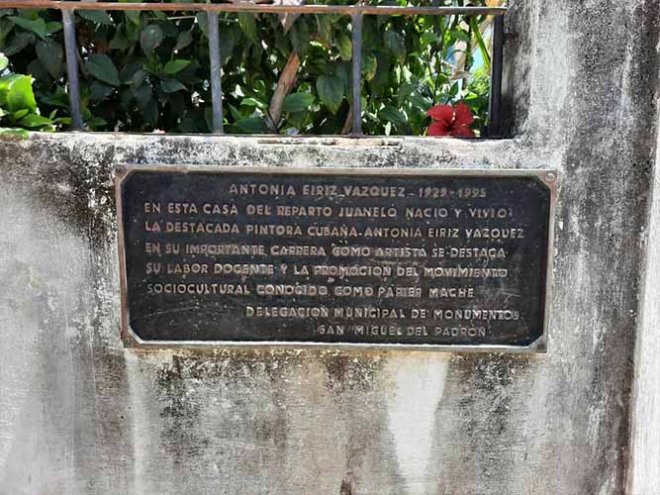 ANTONIA EIRIZ VAZQUEZ - 1929-1995
EN ESTA CASA DEL REPARTO JUANELO NACIO Y VIVIO
LA DESTACADA PINTORA CUBANA. ANTONIA EIRIZ VAZQUEZ
EN SU IMPORTANTE CARRERA COMO ARTISTA SE DESTACA
SU LABOR DOCENTE Y LA PROMOCION DEL MOVIMIENTO
SOCIOCULTURAL CONOCIDO COMO PAPIER MACHE
DELEGACION MUNICIPAL DE MONUMENTOS
SAN MIGUEL DEL PADRON